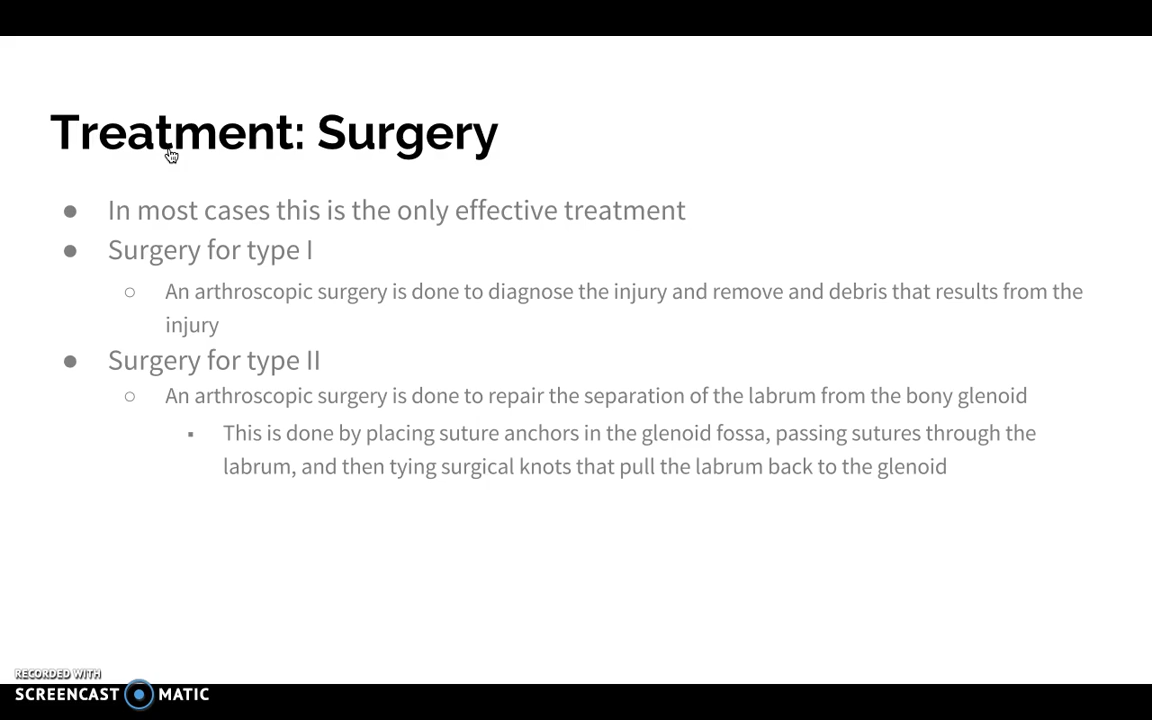 Treatment: Surgery
● In most cases this is the only effective treatment
● Surgery for type I
○ An arthroscopic surgery is done to diagnose the injury and remove and debris that results from the
injury
● Surgery for type II
○ An arthroscopic surgery is done to repair the separation of the labrum from the bony glenoid
▪ This is done by placing suture anchors in the glenoid fossa, passing sutures through the
labrum, and then tying surgical knots that pull the labrum back to the glenoid
RECORDED WITH
SCREENCAST MATIC